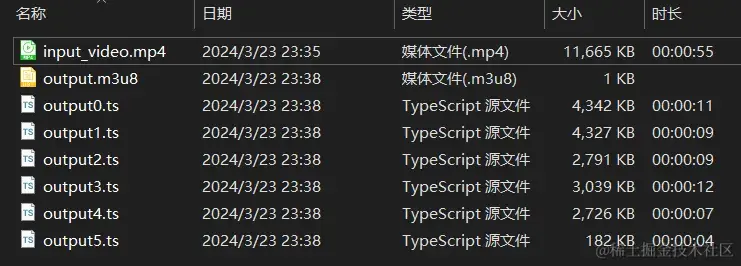 名称 日期 类型 大小 时长
input_video.mp4 2024/3/23 23:35 媒体文件(.mp4) 11,665 KB 00:00:55
output.m3u8 2024/3/23 23:38 媒体文件(.m3u8) 1 KB
TS output0.ts 2024/3/23 23:38 TypeScript 源文件 4,342 KB 00:00:11
TS output1.ts 2024/3/23 23:38 TypeScript 源文件 4,327 KB 00:00:09
TS output2.ts 2024/3/23 23:38 TypeScript 源文件 2,791 KB 00:00:09
TS output3.ts 2024/3/23 23:38 TypeScript 源文件 3,039 KB 00:00:12
TS output4.ts 2024/3/23 23:38 TypeScript 源文件 2,726 KB 00:00:07
TS output5.ts 2024/3/23 23:38 TypeScript 源文件 182 KB 00:00:04
@稀土掘金技术社区